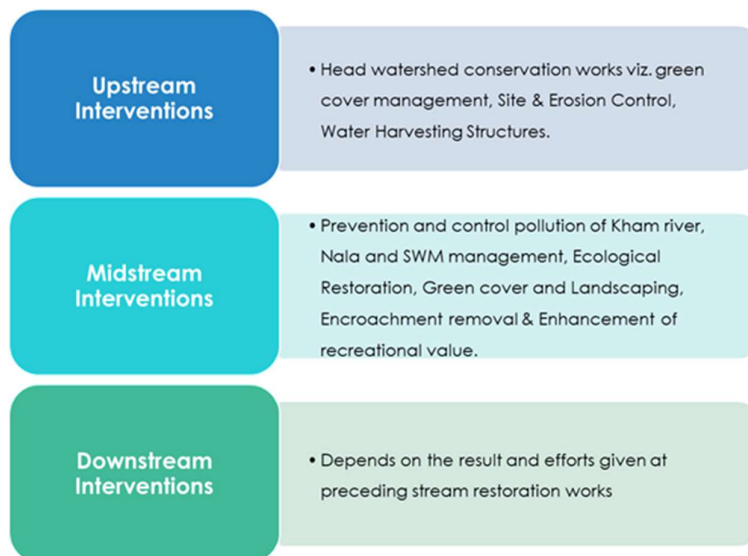 Upstream
Interventions
• Head watershed conservation works viz. green
cover management, Site & Erosion Control,
Water Harvesting Structures.
Midstream
Interventions
• Prevention and control pollution of Kham river,
Nala and SWM management, Ecological
Restoration, Green cover and Landscaping,
Encroachment removal & Enhancement of
recreational value.
Downstream
Interventions
• Depends on the result and efforts given at
preceding stream restoration works